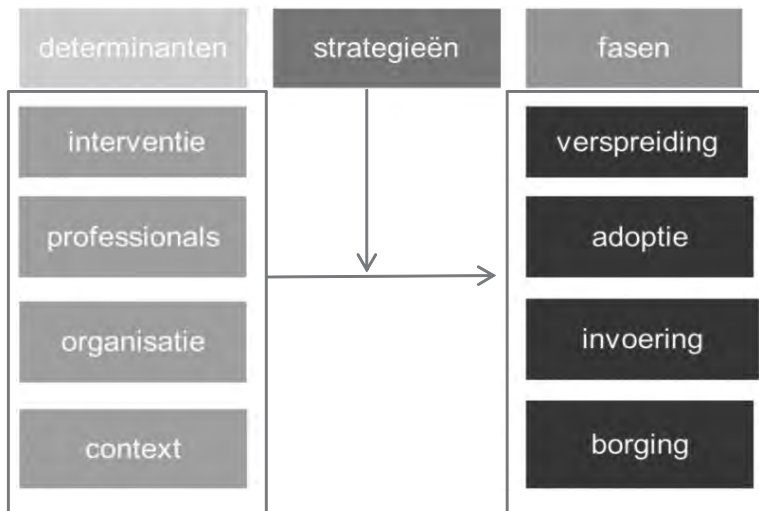 determinanten
strategieën
fasen
interventie
professionals
organisatie
context
verspreiding
adoptie
invoering
borging